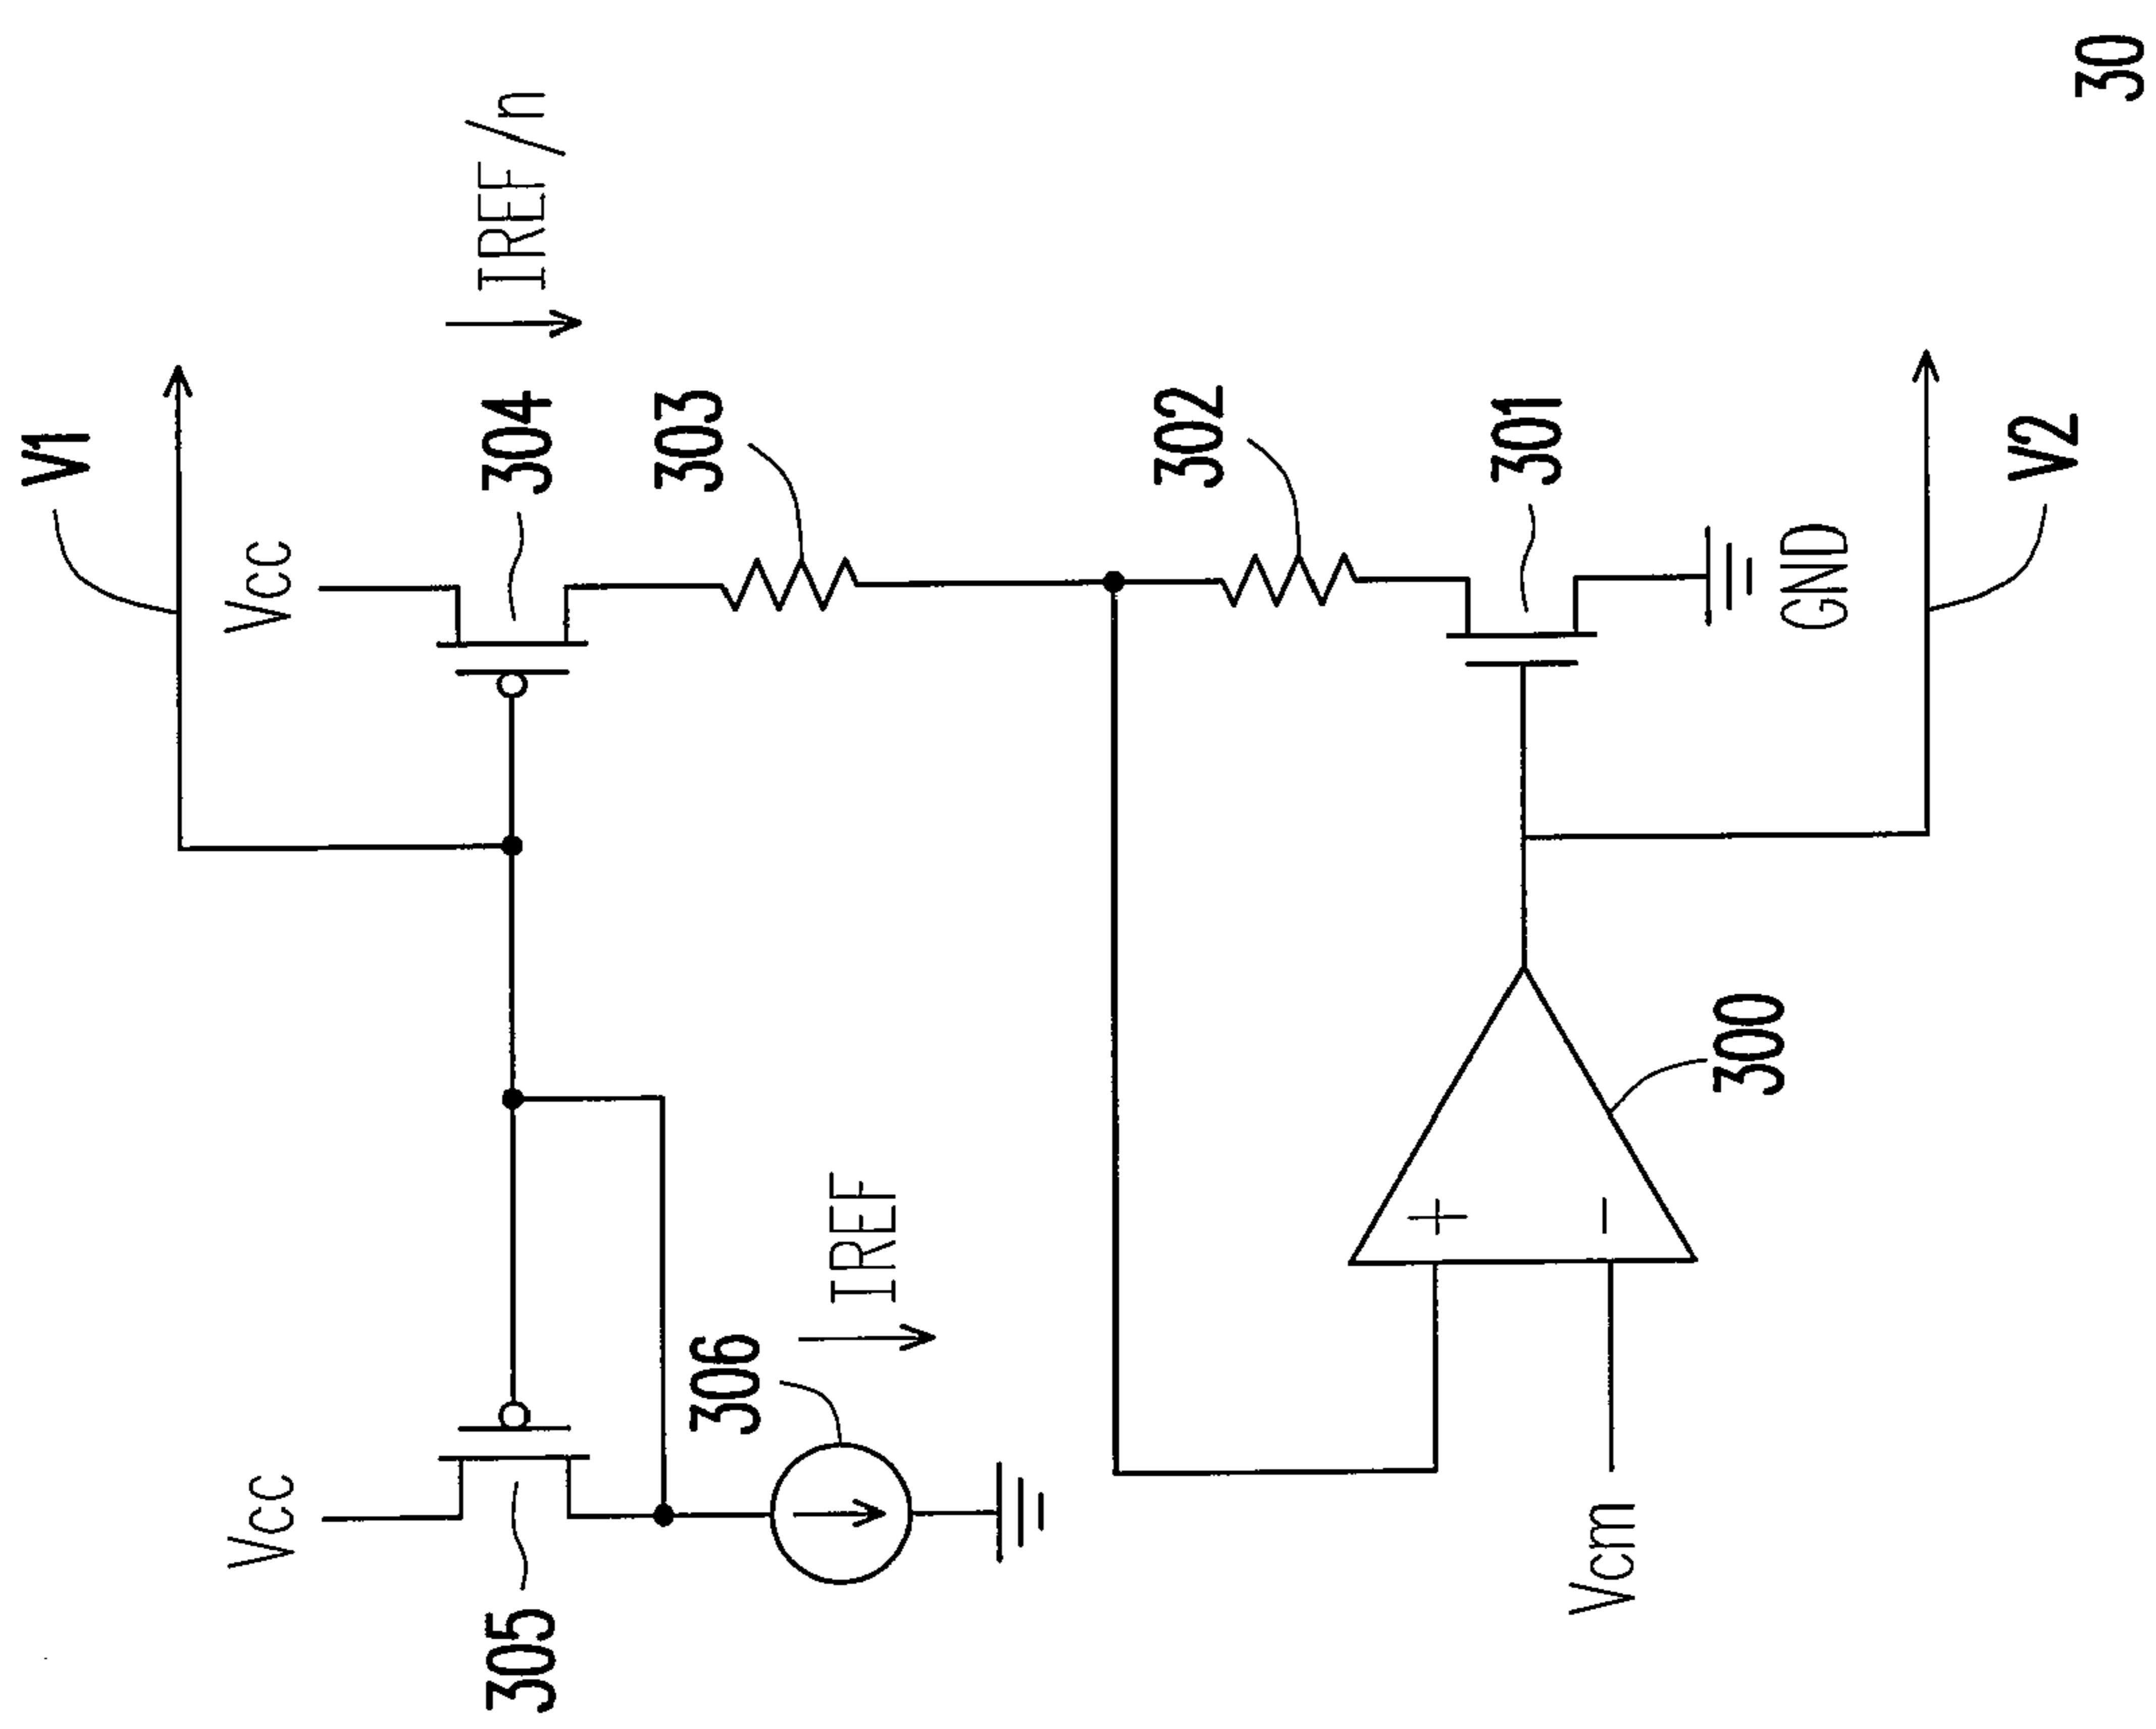 V1
Vcc
304
IREF/n
303
Vcc
305
306
IREF
302
301
300
Vcm
GND
V2
30